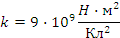 k = 9 · 10⁹ Н · м² / Кл²